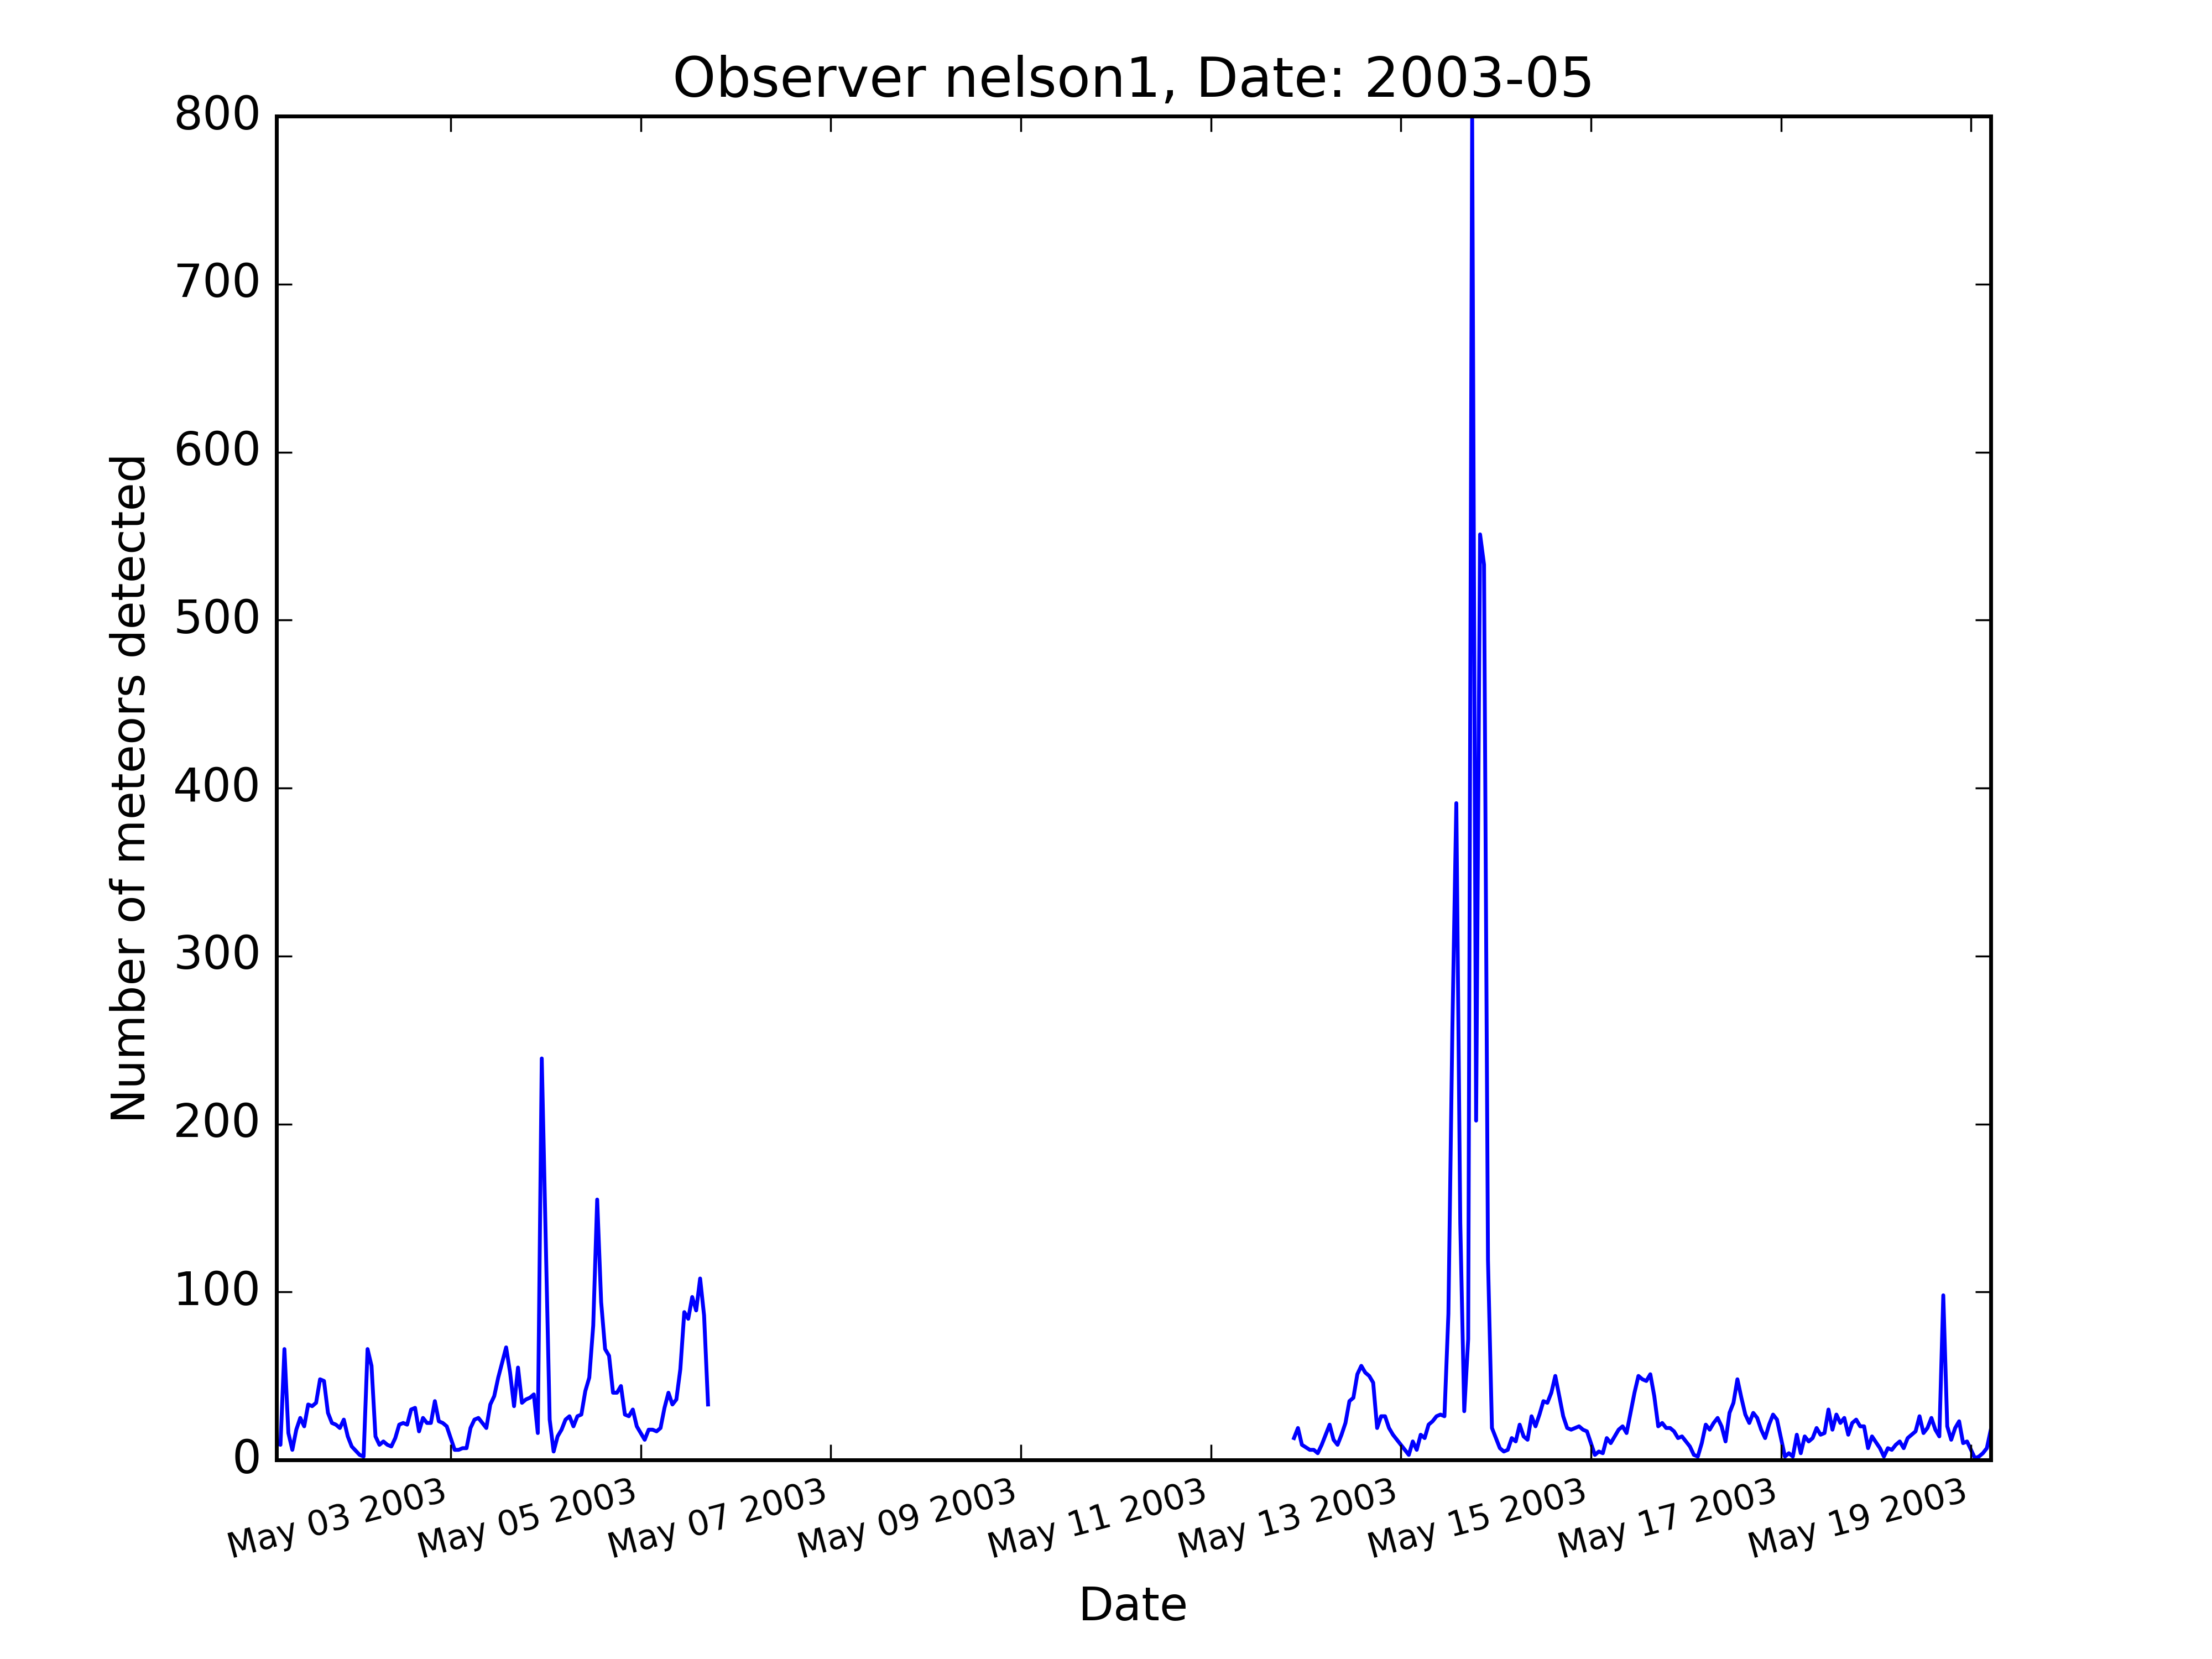 Observer nelson1, Date: 2003-05
800
700
600
500
400
300
200
100
0
Number of meteors detected
May 03 2003
May 05 2003
May 07 2003
May 09 2003
May 11 2003
May 13 2003
May 15 2003
May 17 2003
May 19 2003
Date